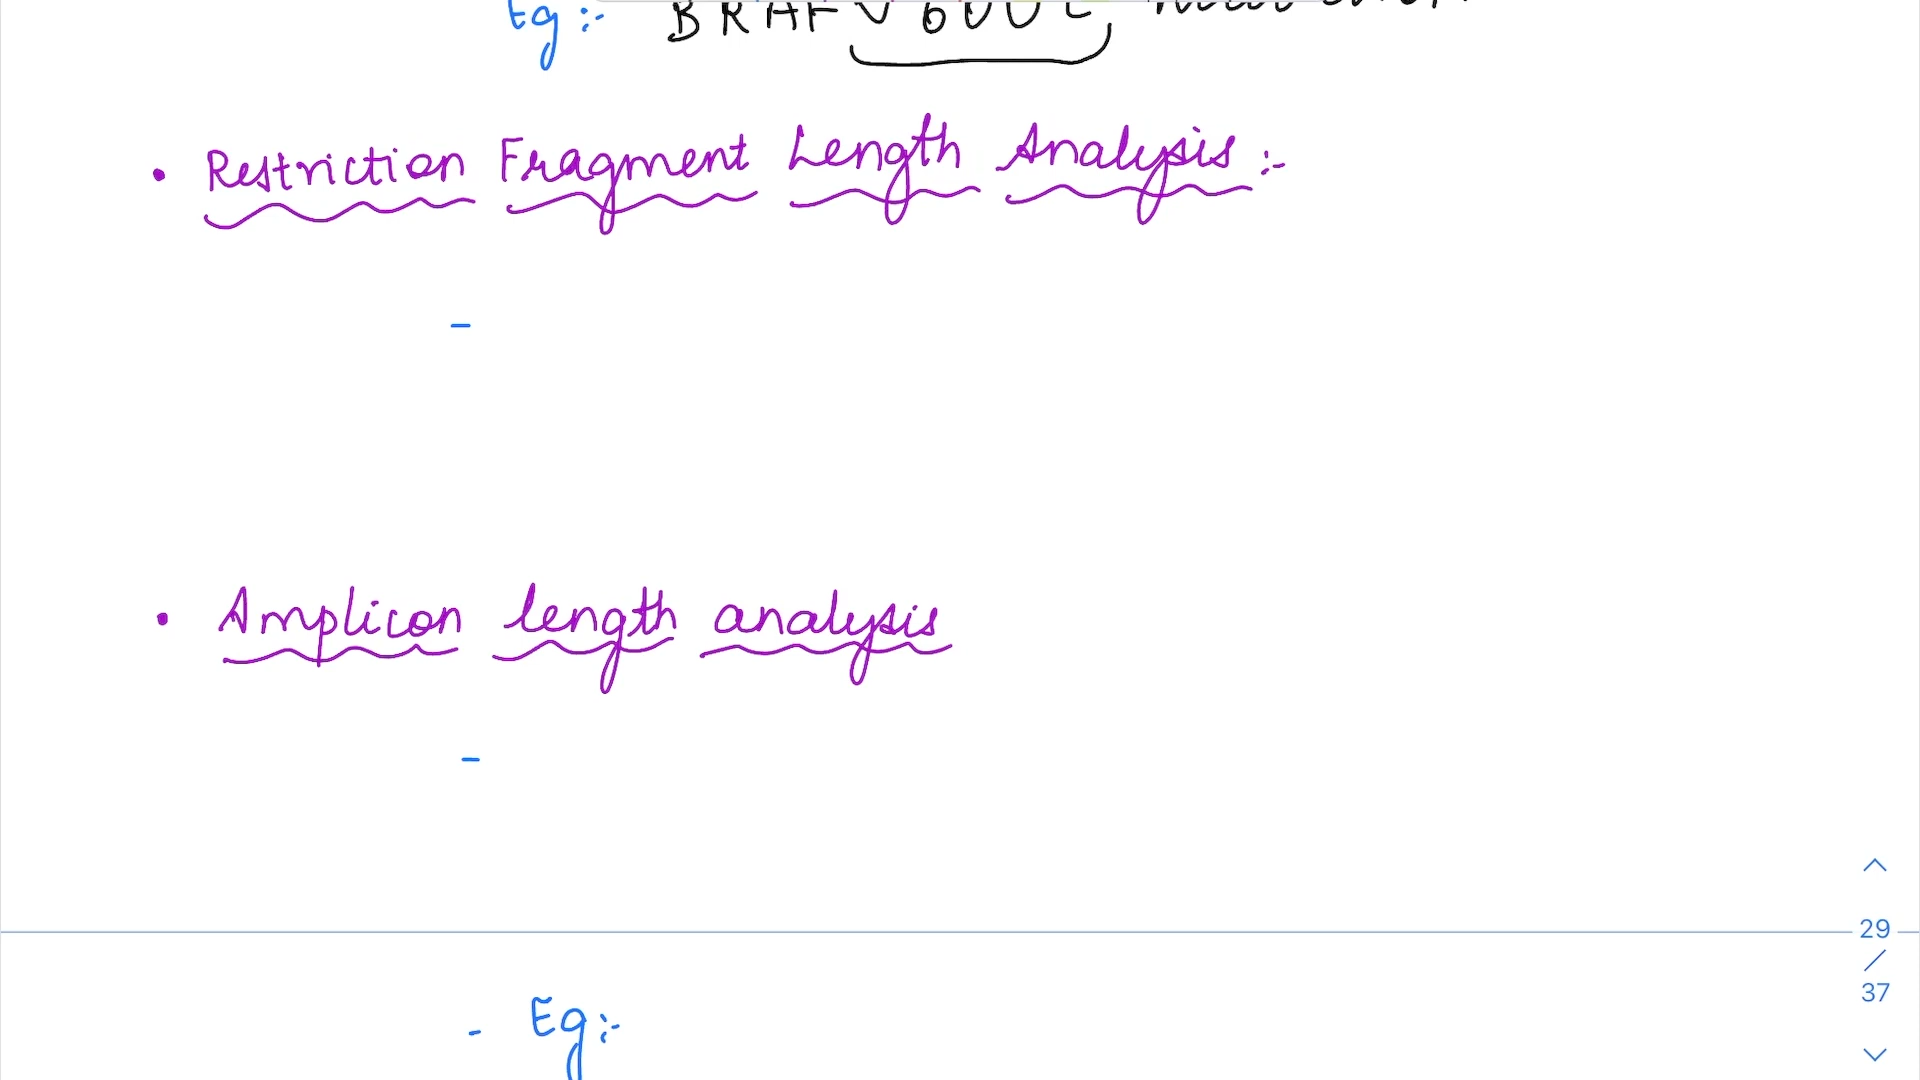 Eg :- BRAF V600E,
• Restriction Fragment Length Analysis :-
-
• Amplicon length analysis
-
29
/
37
- Eg :-